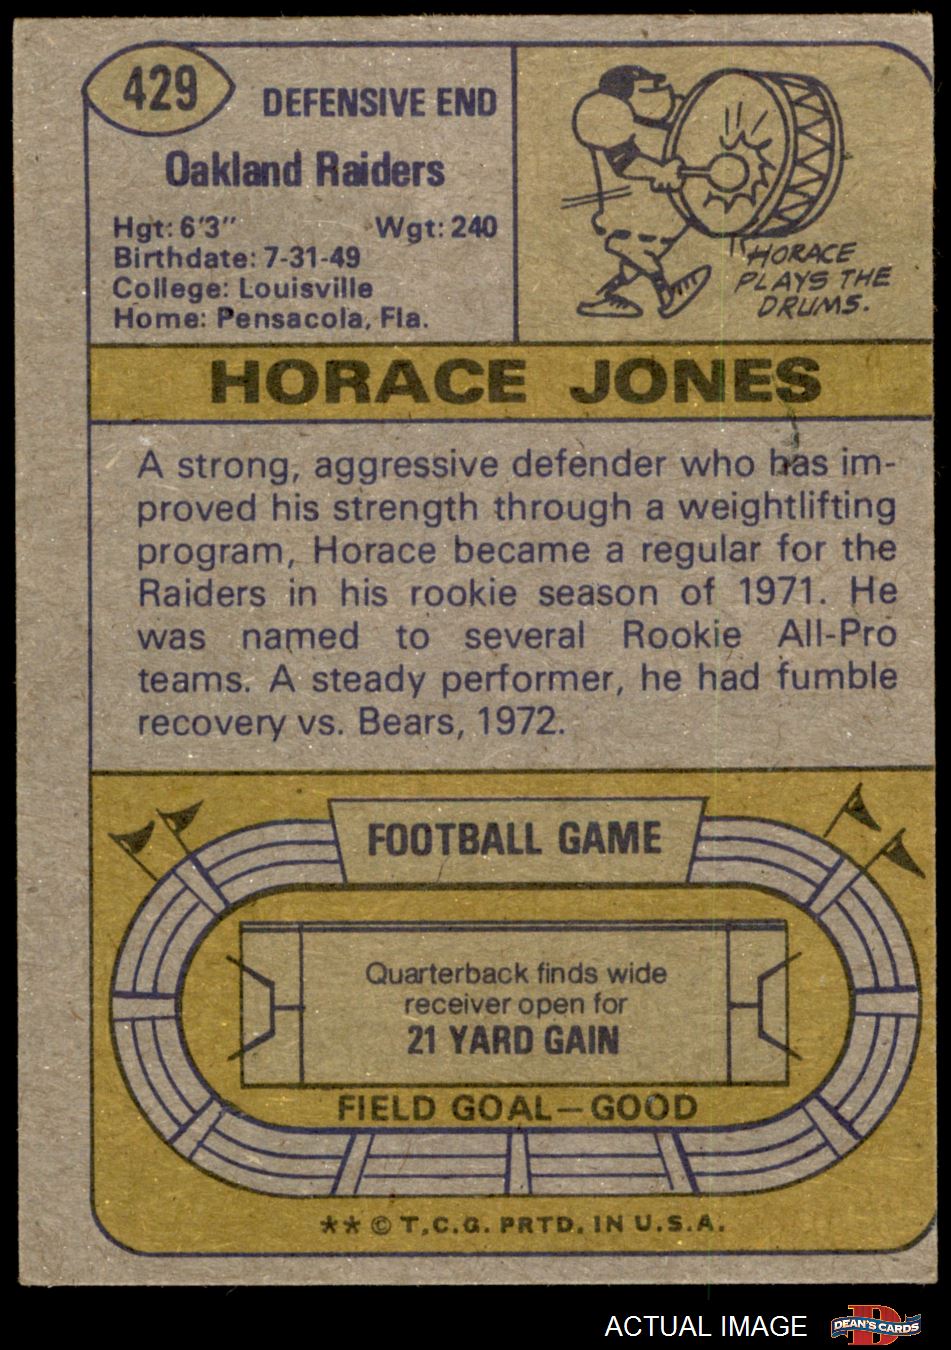 429
DEFENSIVE END
Oakland Raiders
Hgt: 6'3" Wgt: 240
Birthdate: 7-31-49
College: Louisville
Home: Pensacola, Fla.
HORACE
PLAYS THE
DRUMS.
HORACE JONES
A strong, aggressive defender who has im-
proved his strength through a weightlifting
program, Horace became a regular for the
Raiders in his rookie season of 1971. He
was named to several Rookie All-Pro
teams. A steady performer, he had fumble
recovery vs. Bears, 1972.
FOOTBALL GAME
Quarterback finds wide
receiver open for
21 YARD GAIN
FIELD GOAL—GOOD
** © T.C.G. PRTD. IN U.S.A.
ACTUAL IMAGE
D
DEAN'S CARDS